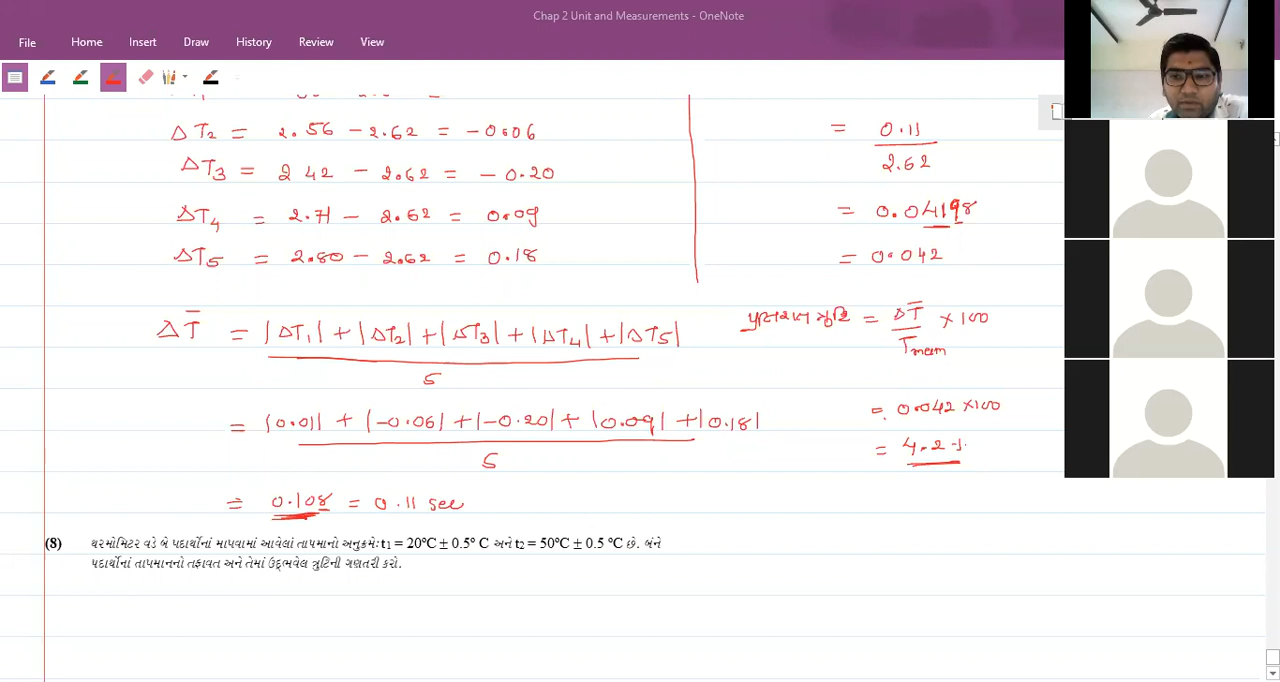 Chap 2 Unit and Measurements - OneNote
File Home Insert Draw History Review View
ΔT₂ = 2.56 - 2.62 = -0.06
ΔT₃ = 2 42 - 2.62 = - 0.20
ΔT₄ = 2.71 - 2.62 = 0.09
ΔT₅ = 2.80 - 2.62 = 0.18
= 0.11
2.62
= 0.04198
= 0.042
ΔT̄ = |ΔT₁| + |ΔT₂| + |ΔT₃| + |ΔT₄| + |ΔT₅|
5
= |0.01| + |-0.06| + |-0.20| + |0.09| + |0.18|
5
= 0.108 = 0.11 sec
પ્રતિશત ત્રુટિ = ΔT̄ × 100
Tmean
= 0.042 ×100
= 4.2 %
(8) થરમોમિટર વડે બે પદાર્થોનાં માપવામાં આવેલાં તાપમાનો અનુક્રમેઃ t₁ = 20°C ± 0.5° C અને t₂ = 50°C ± 0.5 °C છે. બંને
પદાર્થોનાં તાપમાનનો તફાવત અને તેમાં ઉદ્‌ભવેલ ત્રુટિની ગણતરી કરો.